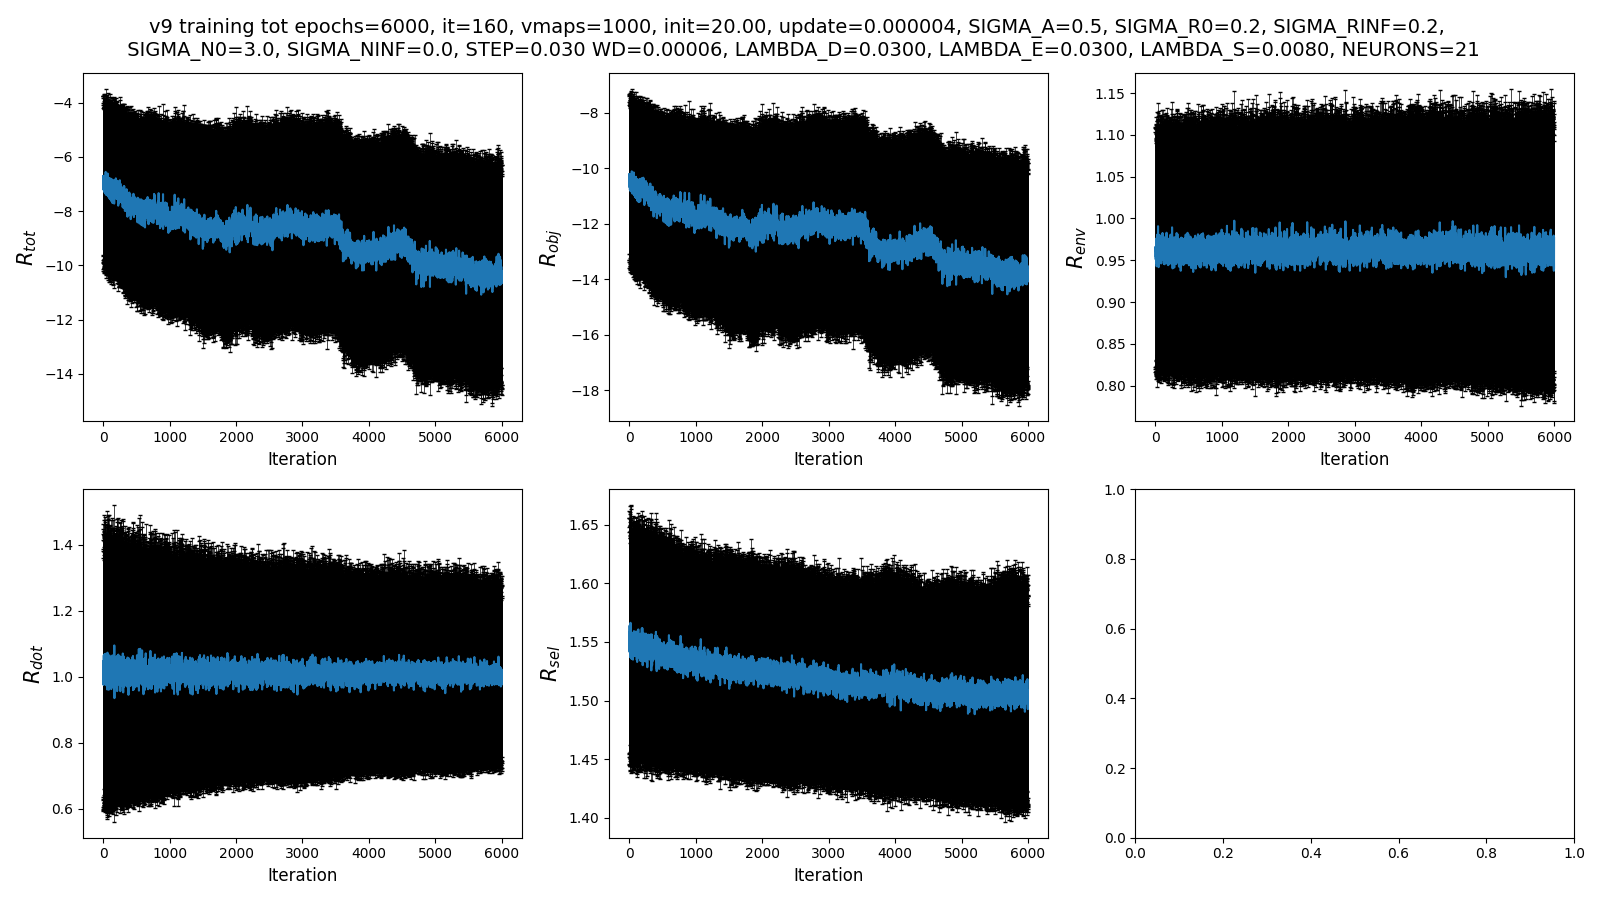 v9 training tot epochs=6000, it=160, vmaps=1000, init=20.00, update=0.000004, SIGMA_A=0.5, SIGMA_R0=0.2, SIGMA_RINF=0.2,
SIGMA_N0=3.0, SIGMA_NINF=0.0, STEP=0.030 WD=0.00006, LAMBDA_D=0.0300, LAMBDA_E=0.0300, LAMBDA_S=0.0080, NEURONS=21
R_tot
−4
−6
−8
−10
−12
−14
0 1000 2000 3000 4000 5000 6000
Iteration
R_obj
−8
−10
−12
−14
−16
−18
0 1000 2000 3000 4000 5000 6000
Iteration
R_env
1.15
1.10
1.05
1.00
0.95
0.90
0.85
0.80
0 1000 2000 3000 4000 5000 6000
Iteration
R_dot
1.4
1.2
1.0
0.8
0.6
0 1000 2000 3000 4000 5000 6000
Iteration
R_sel
1.65
1.60
1.55
1.50
1.45
1.40
0 1000 2000 3000 4000 5000 6000
Iteration
1.0
0.8
0.6
0.4
0.2
0.0
0.0 0.2 0.4 0.6 0.8 1.0